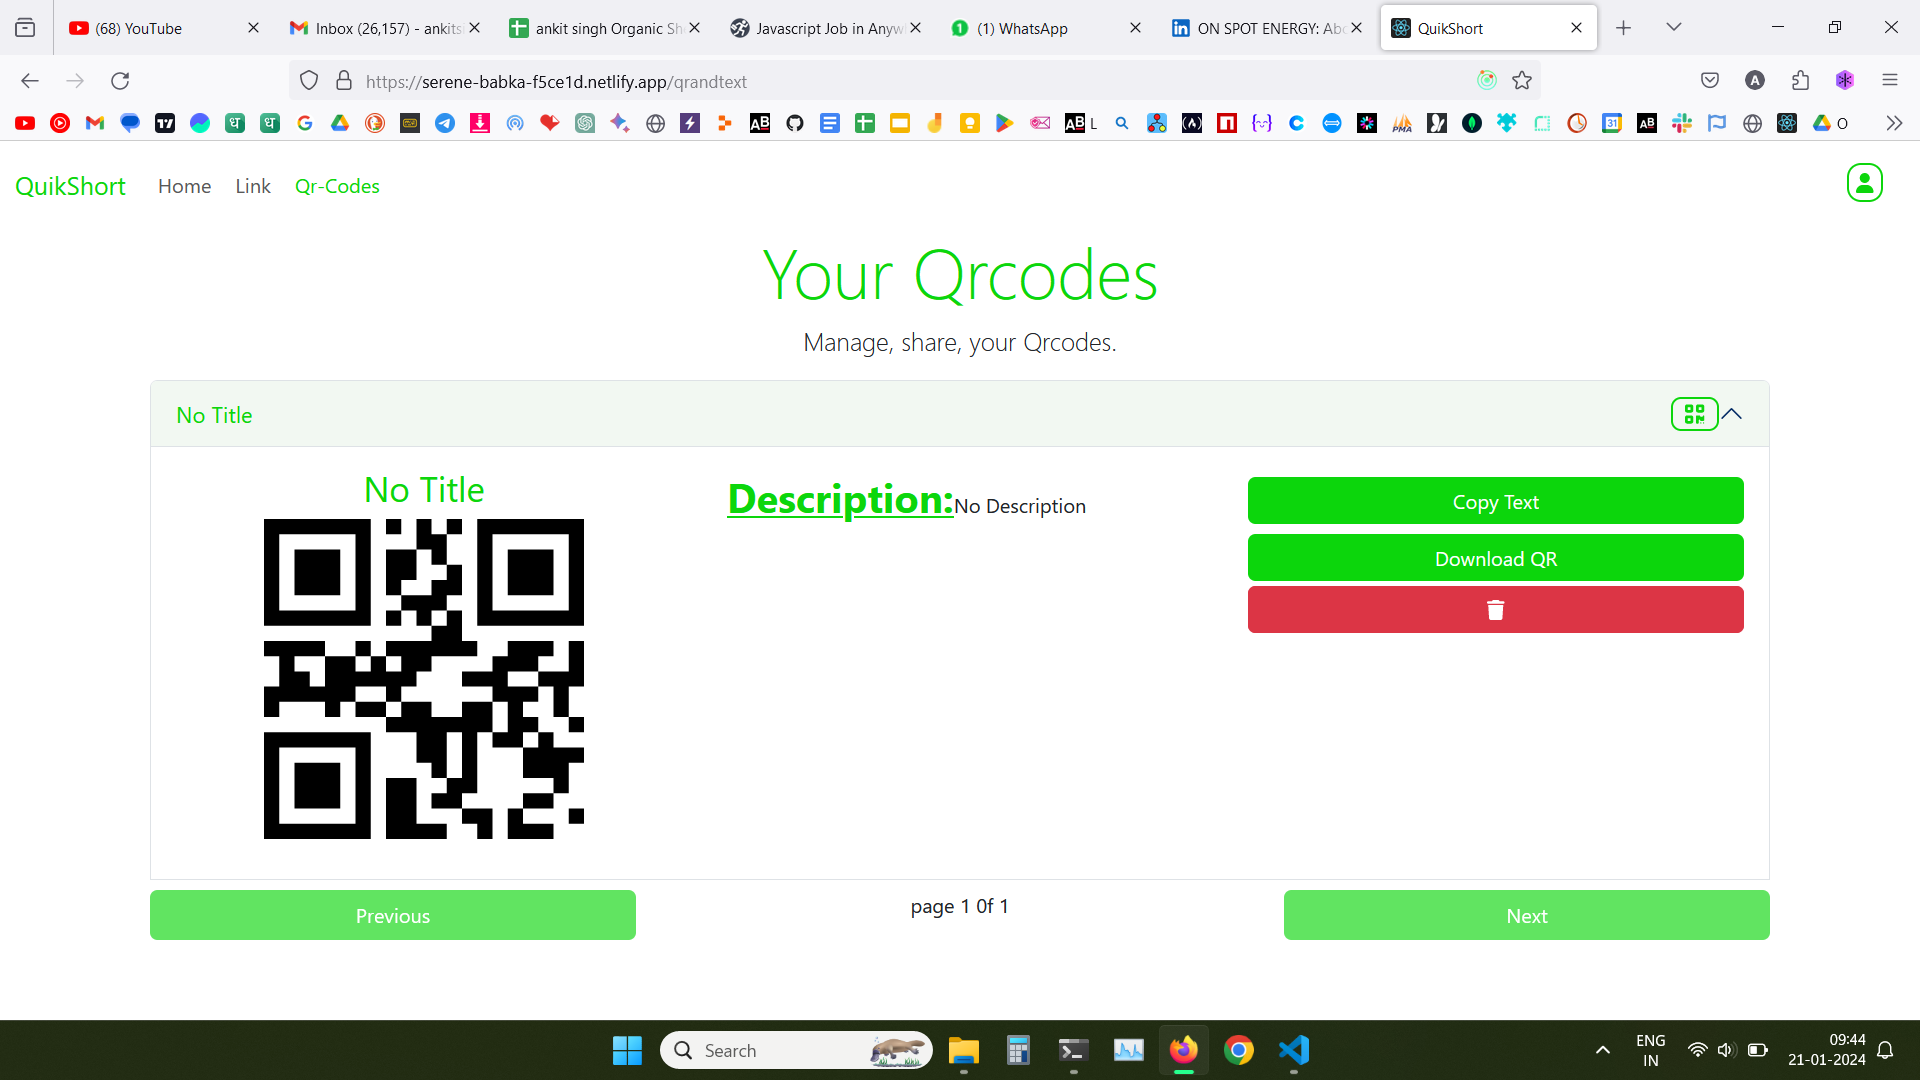 (68) YouTube
Inbox (26,157) - ankits
ankit singh Organic Sh
Javascript Job in Anyw
(1) WhatsApp
ON SPOT ENERGY: Abo
QuikShort
https://serene-babka-f5ce1d.netlify.app/qrandtext
L
O
QuikShort
Home
Link
Qr-Codes
Your Qrcodes
Manage, share, your Qrcodes.
No Title
No Title
Description:No Description
Copy Text
Download QR
Previous
page 1 0f 1
Next
Search
ENG
IN
09:44
21-01-2024